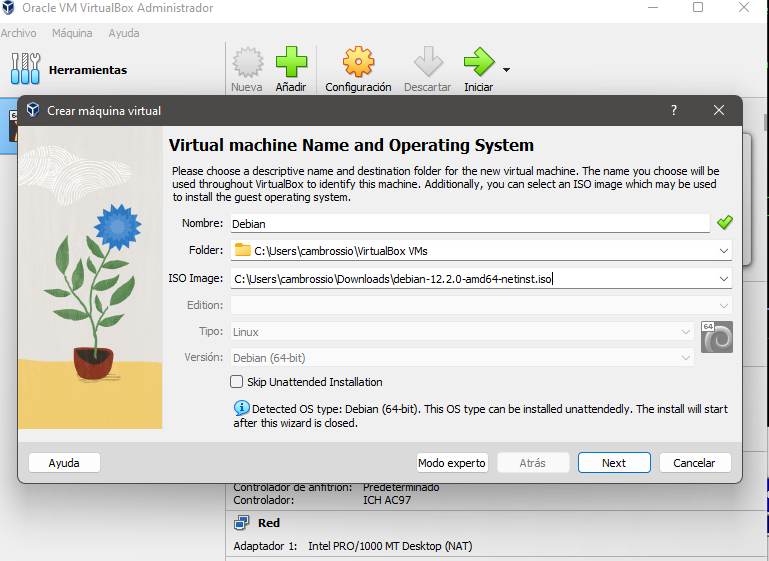 Oracle VM VirtualBox Administrador
Archivo Máquina Ayuda
Herramientas
Nueva Añadir Configuración Descartar Iniciar
64
Crear máquina virtual
?
Virtual machine Name and Operating System
Please choose a descriptive name and destination folder for the new virtual machine. The name you choose will be
used throughout VirtualBox to identify this machine. Additionally, you can select an ISO image which may be used
to install the guest operating system.
Nombre: Debian
Folder: C:\Users\cambrossio\VirtualBox VMs
ISO Image: C:\Users\cambrossio\Downloads\debian-12.2.0-amd64-netinst.iso
Edition:
Tipo: Linux
64
Versión: Debian (64-bit)
Skip Unattended Installation
Detected OS type: Debian (64-bit). This OS type can be installed unattendedly. The install will start
after this wizard is closed.
Ayuda Modo experto Atrás Next Cancelar
Controlador de anfitrión: Predeterminado
Controlador: ICH AC97
Red
Adaptador 1: Intel PRO/1000 MT Desktop (NAT)